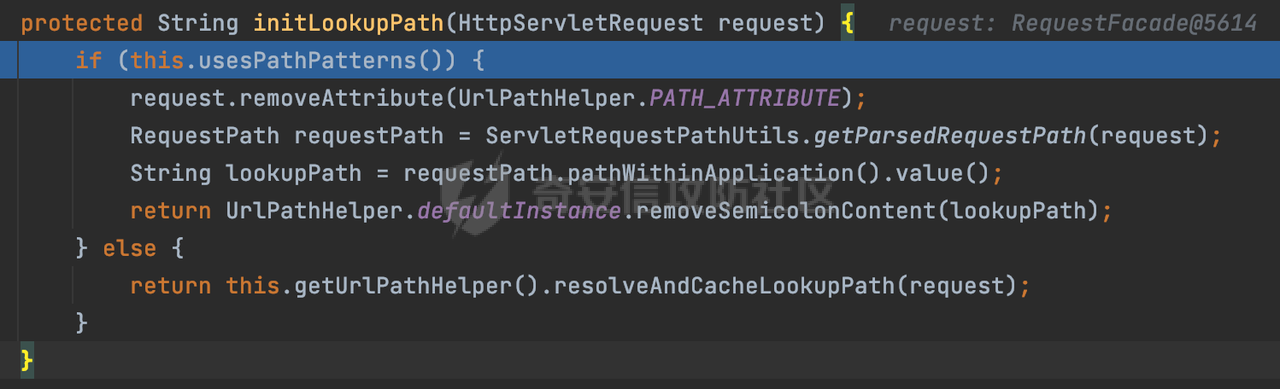 protected String initLookupPath(HttpServletRequest request) {   request: RequestFacade@5614
    if (this.usesPathPatterns()) {
        request.removeAttribute(UrlPathHelper.PATH_ATTRIBUTE);
        RequestPath requestPath = ServletRequestPathUtils.getParsedRequestPath(request);
        String lookupPath = requestPath.pathWithinApplication().value();
        return UrlPathHelper.defaultInstance.removeSemicolonContent(lookupPath);
    } else {
        return this.getUrlPathHelper().resolveAndCacheLookupPath(request);
    }
}
奇安信攻防社区